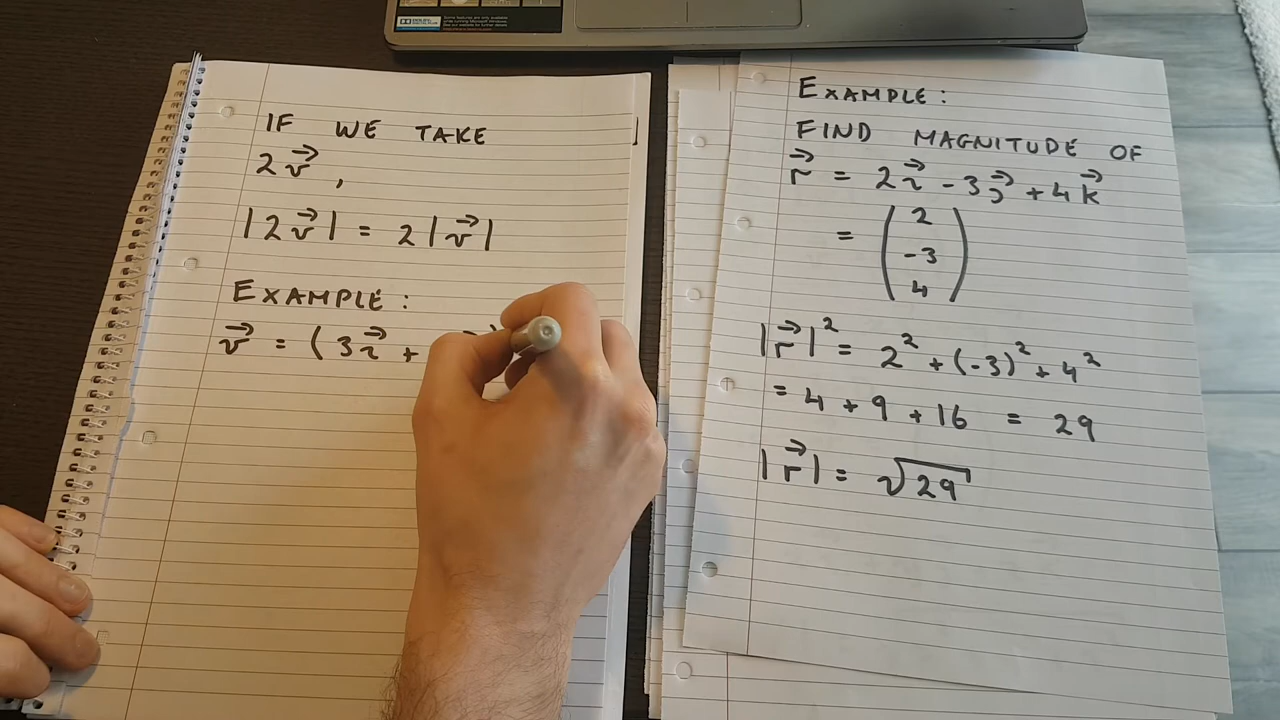 IF WE TAKE
2v⃗ ,
|2v⃗| = 2|v⃗|
EXAMPLE:
v⃗ = (3i⃗ +
EXAMPLE:
FIND MAGNITUDE OF
r⃗ = 2i⃗ - 3j⃗ + 4k⃗
= (2
-3
4)
|r⃗|² = 2² + (-3)² + 4²
= 4 + 9 + 16 = 29
|r⃗| = √29